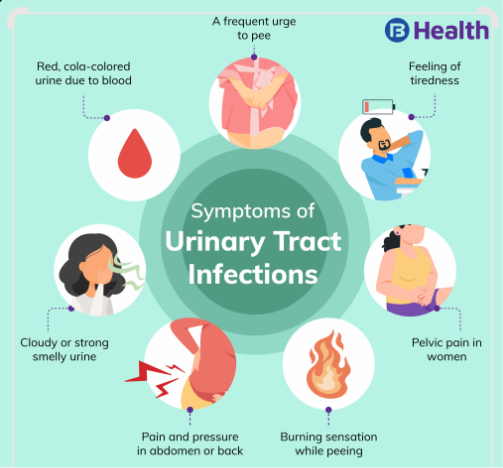 A frequent urge
to pee
B Health
Red, cola-colored
urine due to blood
Feeling of
tiredness
Symptoms of
Urinary Tract
Infections
Cloudy or strong
smelly urine
Pelvic pain in
women
Pain and pressure
in abdomen or back
Burning sensation
while peeing